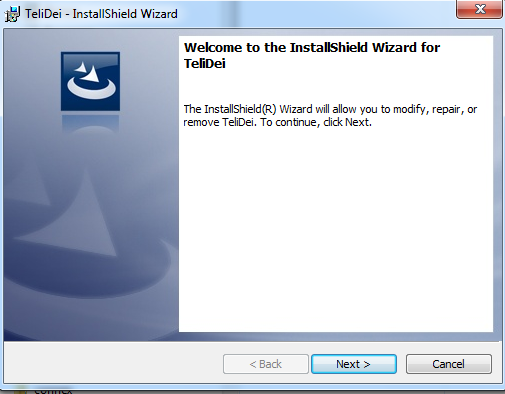 TeliDei - InstallShield Wizard
Welcome to the InstallShield Wizard for
TeliDei
The InstallShield(R) Wizard will allow you to modify, repair, or
remove TeliDei. To continue, click Next.
< Back
Next >
Cancel